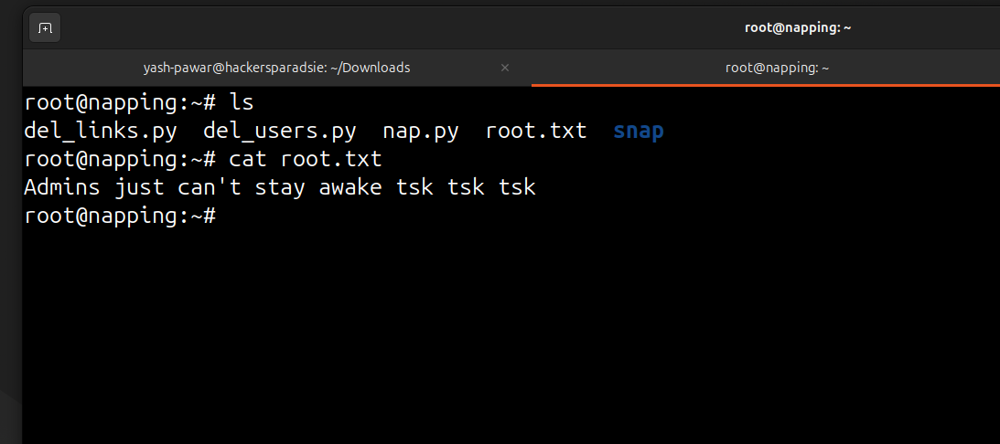 root@napping: ~
yash-pawar@hackersparadsie: ~/Downloads
root@napping: ~
root@napping:~# ls
del_links.py  del_users.py  nap.py  root.txt  snap
root@napping:~# cat root.txt
Admins just can't stay awake tsk tsk tsk
root@napping:~#